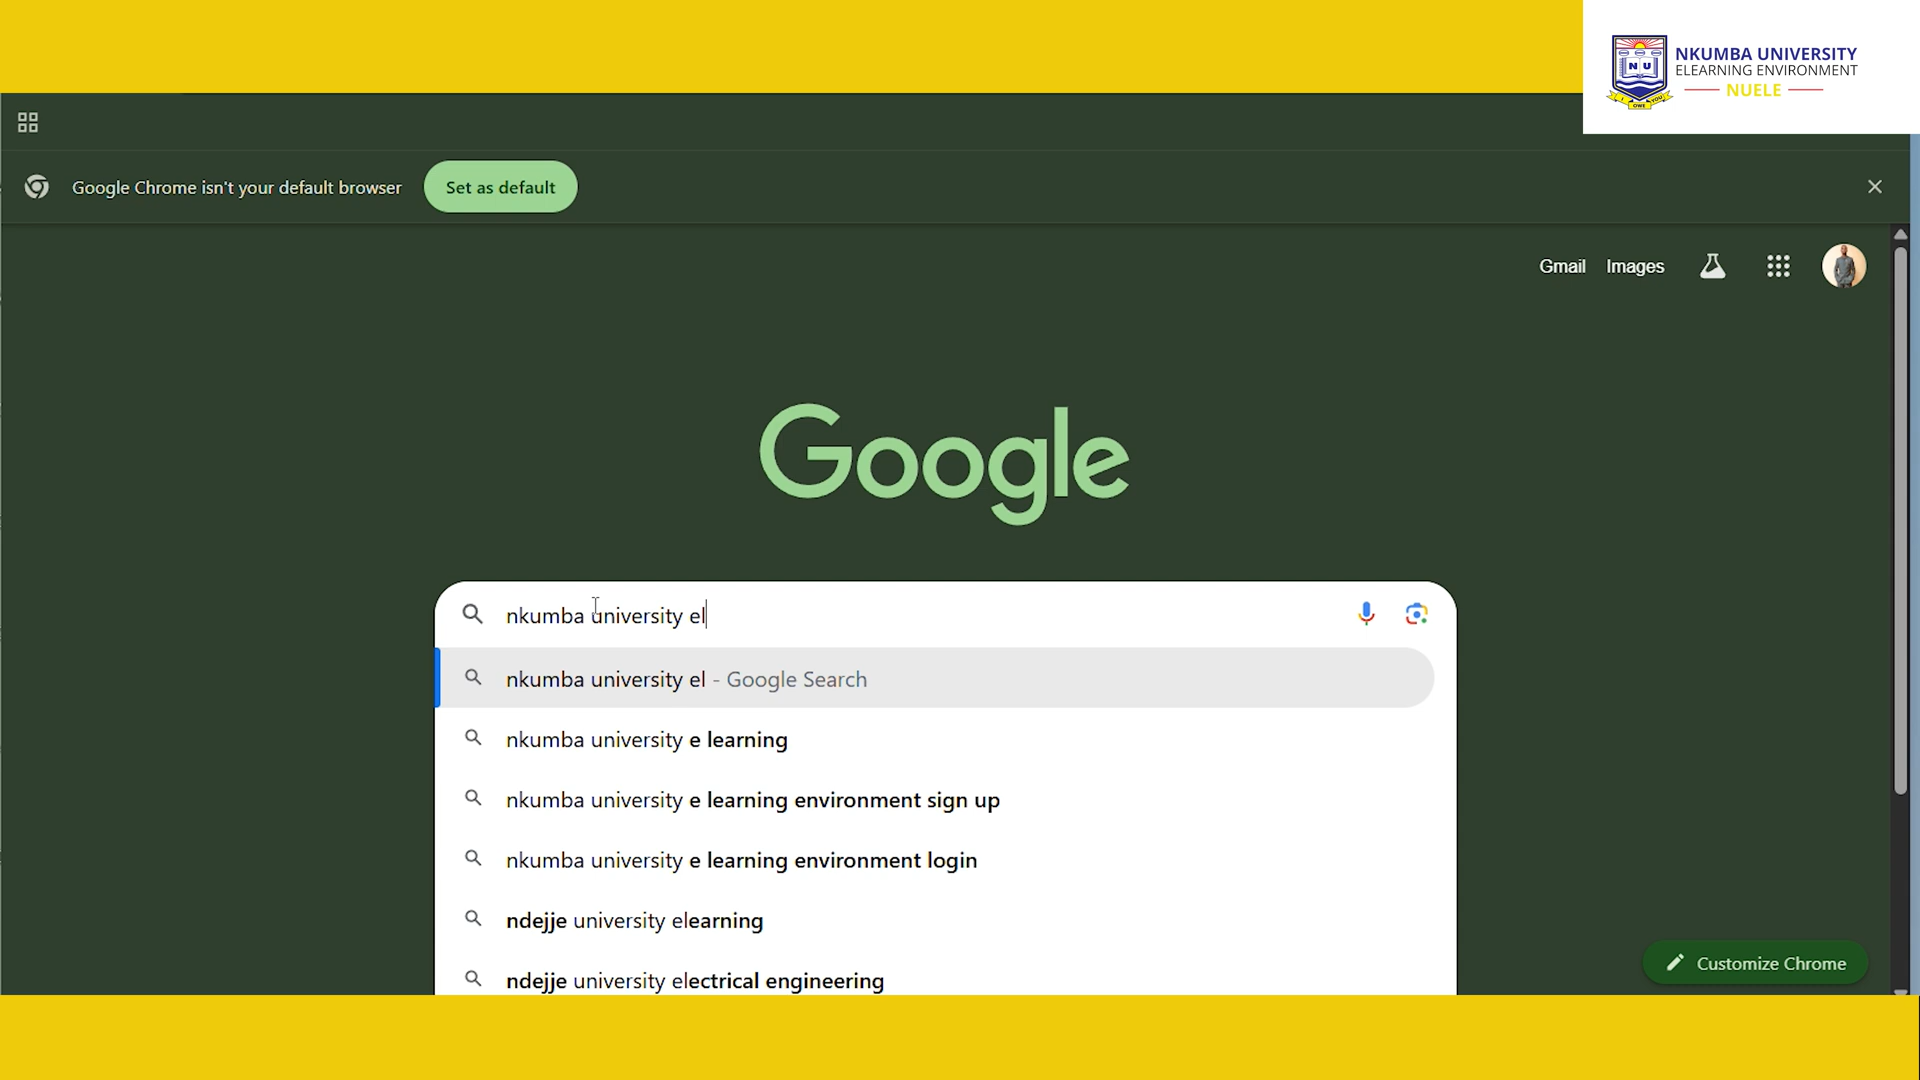 NKUMBA UNIVERSITY
ELEARNING ENVIRONMENT
NUELE
N U
I OWE YOU
Google Chrome isn't your default browser
Set as default
Gmail Images
Google
nkumba university el
nkumba university el - Google Search
nkumba university e learning
nkumba university e learning environment sign up
nkumba university e learning environment login
ndejje university elearning
ndejje university electrical engineering
Customize Chrome